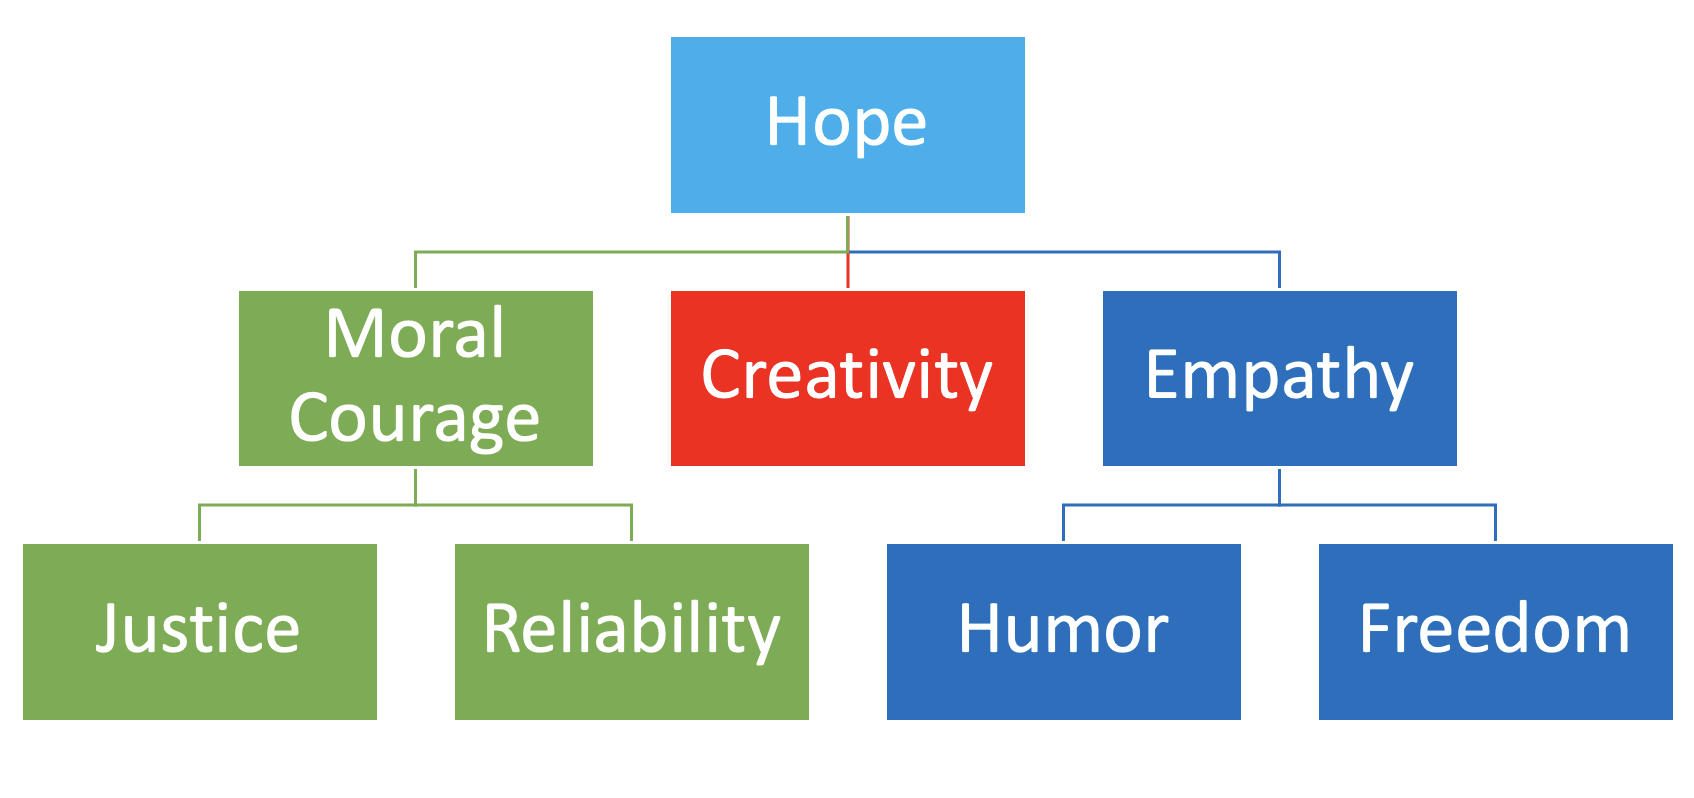 Hope
Moral
Courage
Creativity
Empathy
Justice
Reliability
Humor
Freedom